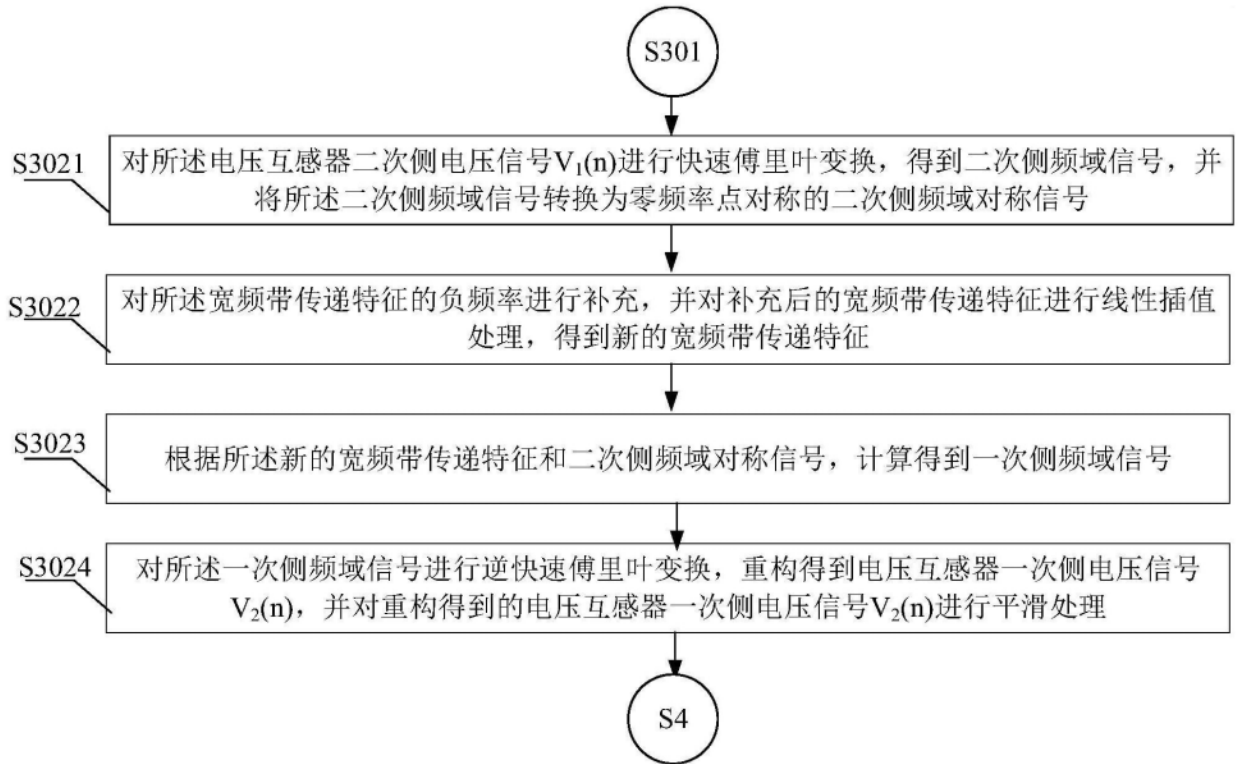 S301
S3021
对所述电压互感器二次侧电压信号V₁(n)进行快速傅里叶变换，得到二次侧频域信号，并
将所述二次侧频域信号转换为零频率点对称的二次侧频域对称信号
S3022
对所述宽频带传递特征的负频率进行补充，并对补充后的宽频带传递特征进行线性插值
处理，得到新的宽频带传递特征
S3023
根据所述新的宽频带传递特征和二次侧频域对称信号，计算得到一次侧频域信号
S3024
对所述一次侧频域信号进行逆快速傅里叶变换，重构得到电压互感器一次侧电压信号
V₂(n)，并对重构得到的电压互感器一次侧电压信号V₂(n)进行平滑处理
S4